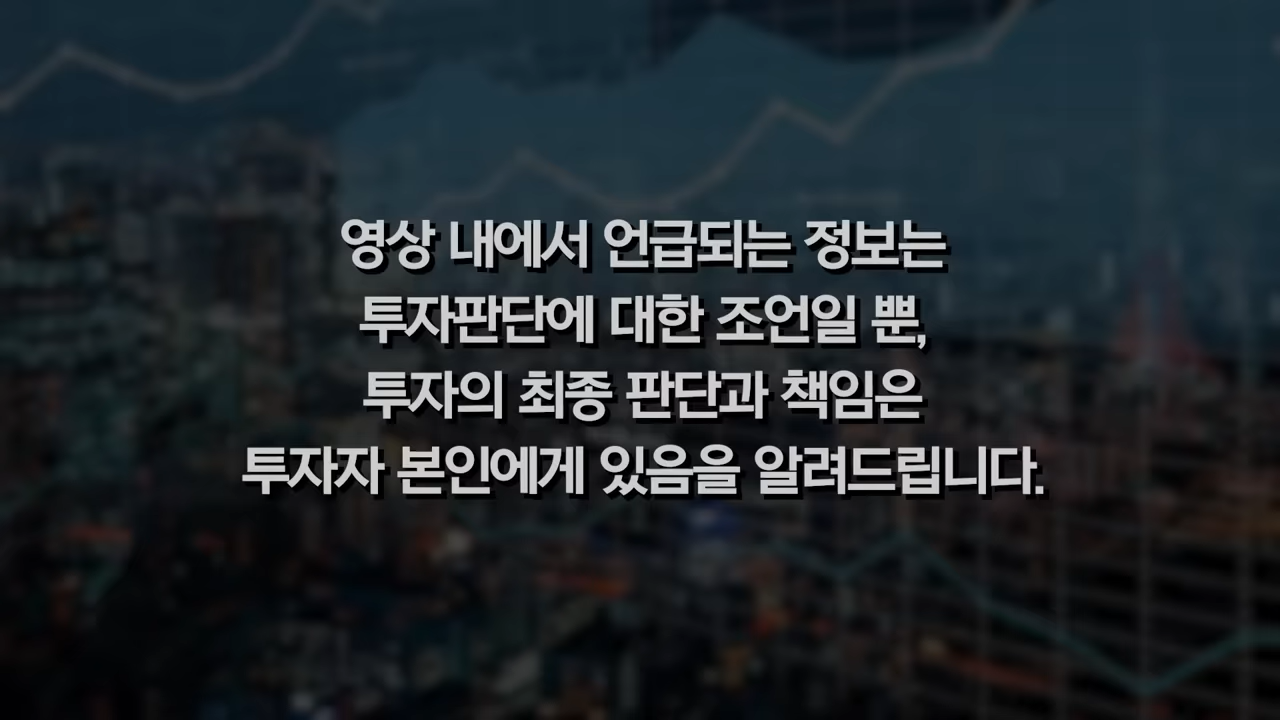 영상 내에서 언급되는 정보는
투자판단에 대한 조언일 뿐,
투자의 최종 판단과 책임은
투자자 본인에게 있음을 알려드립니다.